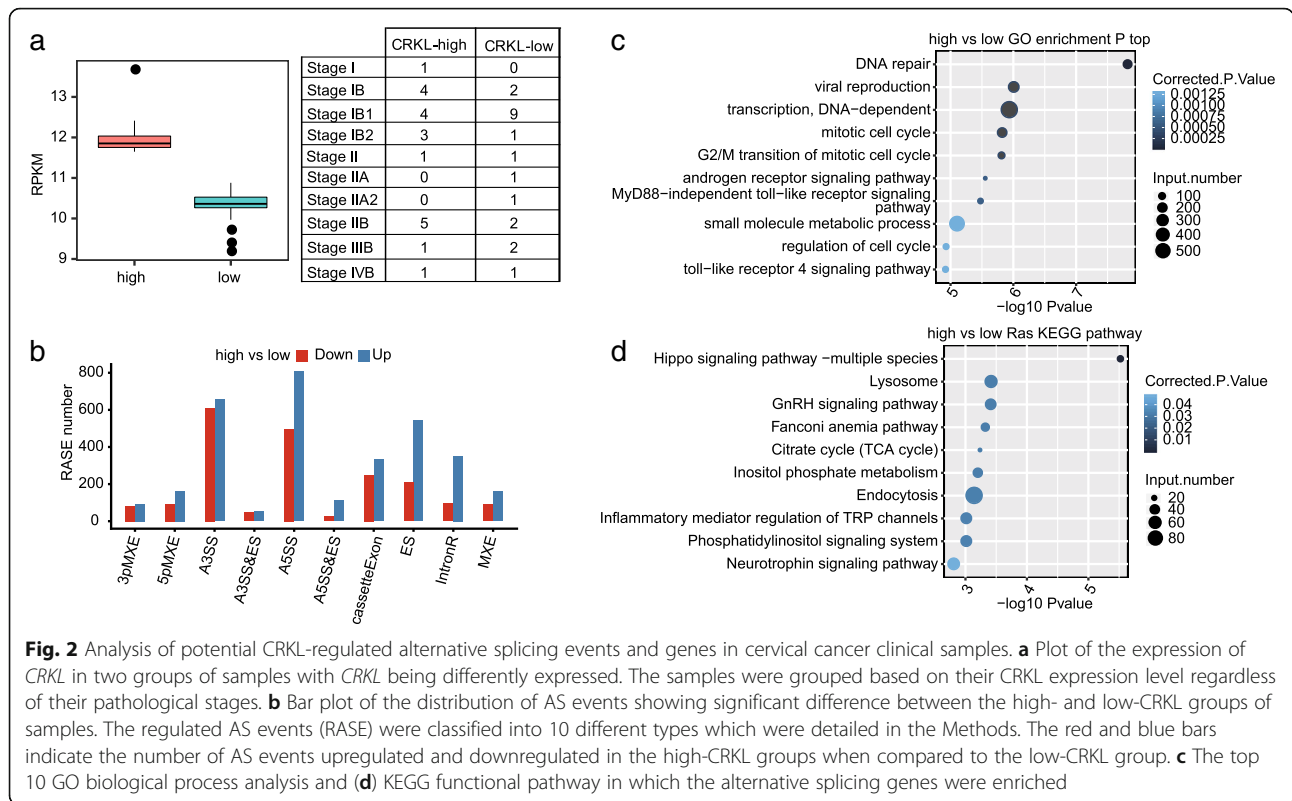 a
RPKM
13
12
11
10
9
high
low
CRKL-high CRKL-low
Stage I 1 0
Stage IB 4 2
Stage IB1 4 9
Stage IB2 3 1
Stage II 1 1
Stage IIA 0 1
Stage IIA2 0 1
Stage IIB 5 2
Stage IIIB 1 2
Stage IVB 1 1
b
high vs low Down Up
RASE number
800
600
400
200
0
3pMXE
5pMXE
A3SS
A3SS&ES
A5SS
A5SS&ES
cassetteExon
ES
IntronR
MXE
c
high vs low GO enrichment P top
DNA repair
viral reproduction
transcription, DNA−dependent
mitotic cell cycle
G2/M transition of mitotic cell cycle
androgen receptor signaling pathway
MyD88−independent toll−like receptor signaling
pathway
small molecule metabolic process
regulation of cell cycle
toll−like receptor 4 signaling pathway
5
6
7
−log10 Pvalue
Corrected.P.Value
0.00125
0.00100
0.00075
0.00050
0.00025
Input.number
100
200
300
400
500
d
high vs low Ras KEGG pathway
Hippo signaling pathway −multiple species
Lysosome
GnRH signaling pathway
Fanconi anemia pathway
Citrate cycle (TCA cycle)
Inositol phosphate metabolism
Endocytosis
Inflammatory mediator regulation of TRP channels
Phosphatidylinositol signaling system
Neurotrophin signaling pathway
3
4
5
−log10 Pvalue
Corrected.P.Value
0.04
0.03
0.02
0.01
Input.number
20
40
60
80
Fig. 2 Analysis of potential CRKL-regulated alternative splicing events and genes in cervical cancer clinical samples. a Plot of the expression of
CRKL in two groups of samples with CRKL being differently expressed. The samples were grouped based on their CRKL expression level regardless
of their pathological stages. b Bar plot of the distribution of AS events showing significant difference between the high- and low-CRKL groups of
samples. The regulated AS events (RASE) were classified into 10 different types which were detailed in the Methods. The red and blue bars
indicate the number of AS events upregulated and downregulated in the high-CRKL groups when compared to the low-CRKL group. c The top
10 GO biological process analysis and (d) KEGG functional pathway in which the alternative splicing genes were enriched